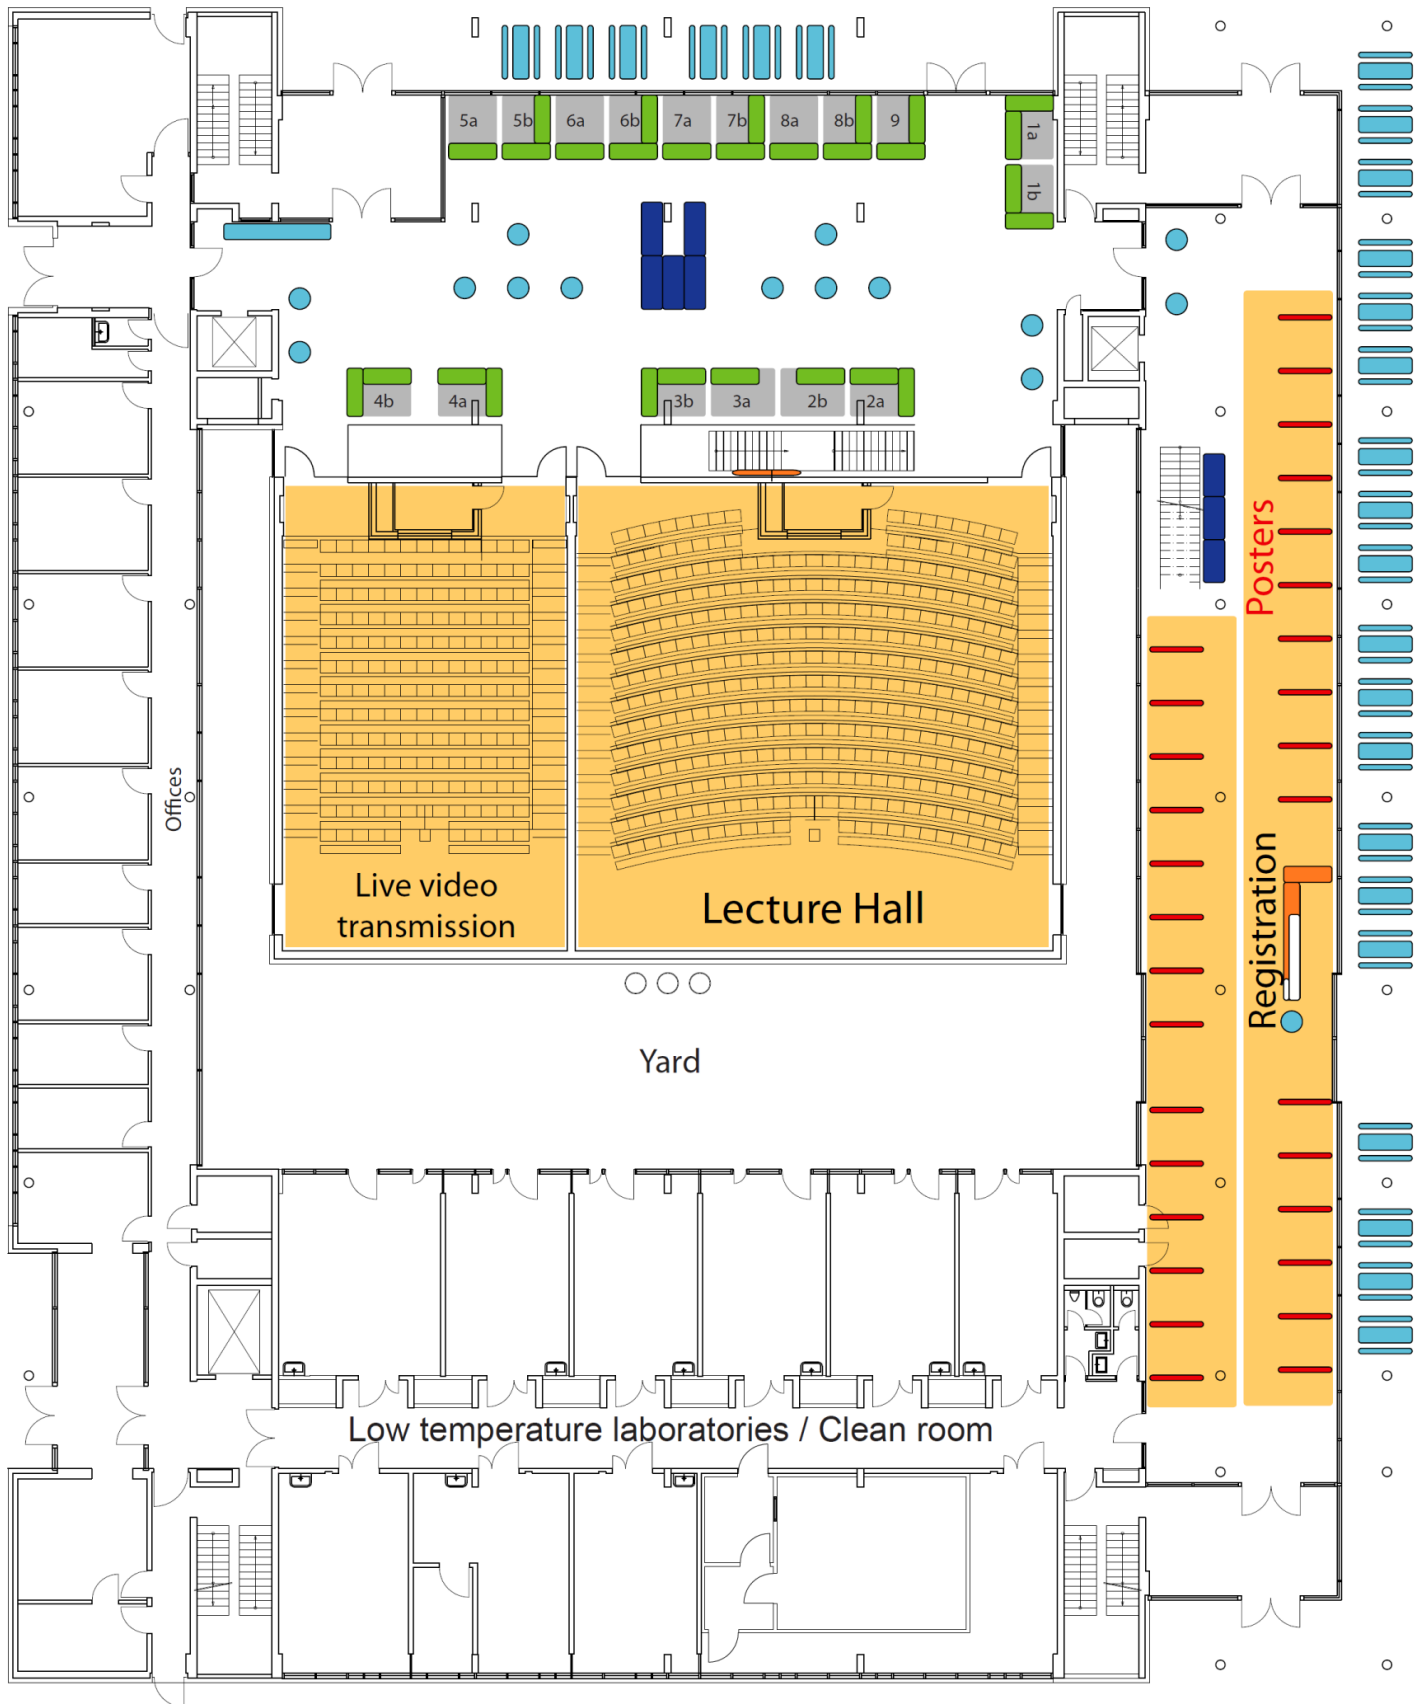 5a
5b
6a
6b
7a
7b
8a
8b
9
1a
1b
4b
4a
3b
3a
2b
2a
Posters
Offices
Live video
transmission
Lecture Hall
Registration
Yard
Low temperature laboratories / Clean room